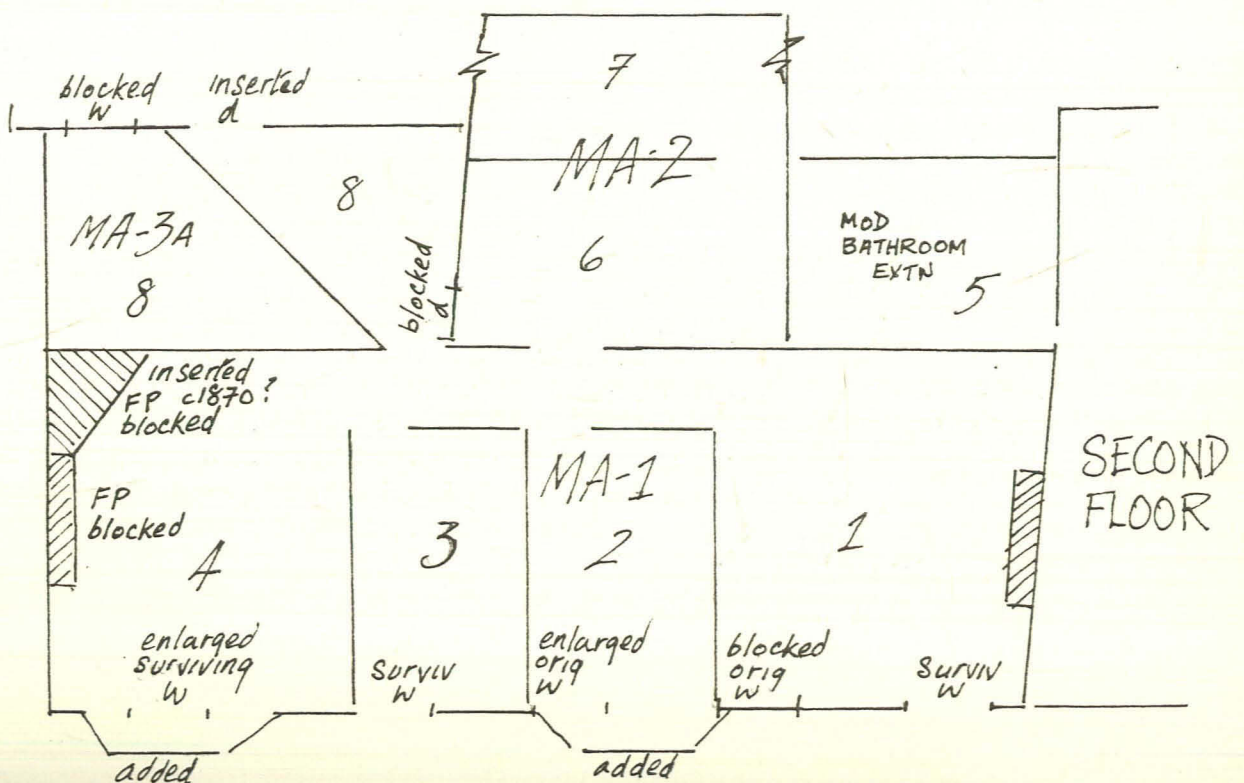 blocked
W
inserted
d
7
MA-2
6
MA-3A
8
8
blocked
d
MOD
BATHROOM
EXTN
5
inserted
FP c1870?
blocked
FP
blocked
4
MA-1
3
2
1
SECOND
FLOOR
enlarged
surviving
W
surviv
W
enlarged
orig
W
blocked
orig
W
surviv
W
added
added